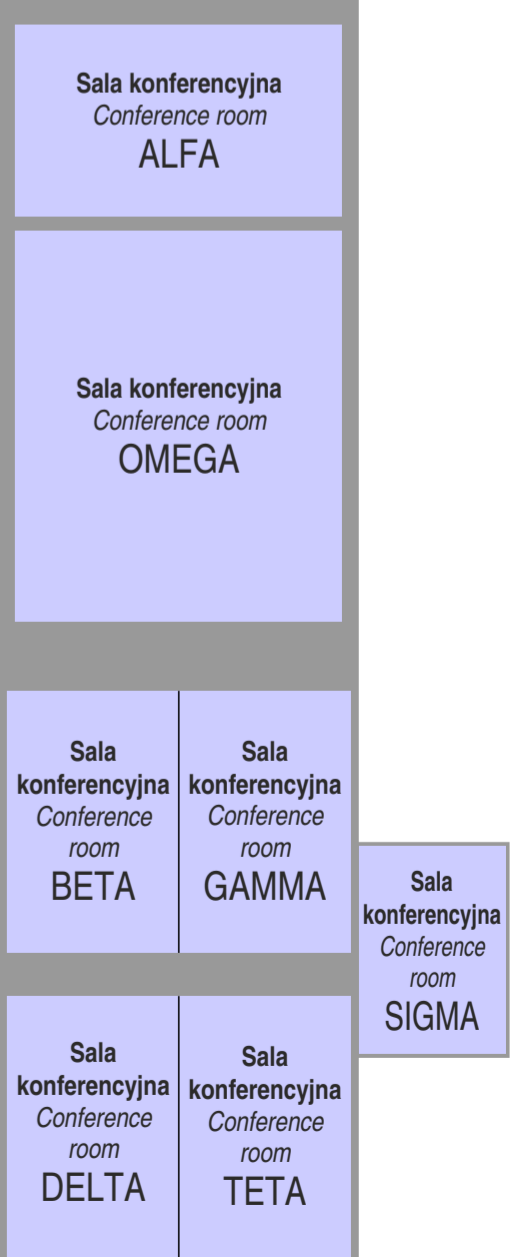 Sala konferencyjna
Conference room
ALFA
Sala konferencyjna
Conference room
OMEGA
Sala
konferencyjna
Conference
room
BETA
Sala
konferencyjna
Conference
room
GAMMA
Sala
konferencyjna
Conference
room
SIGMA
Sala
konferencyjna
Conference
room
DELTA
Sala
konferencyjna
Conference
room
TETA